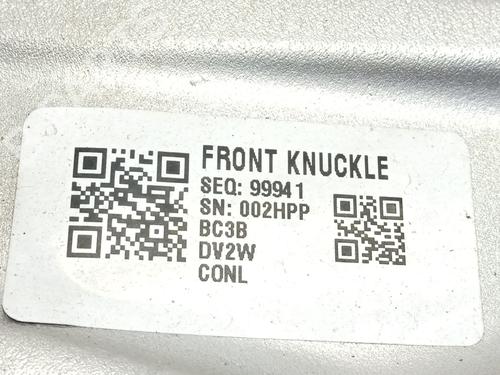 FRONT KNUCKLE
SEQ: 99941
SN: 002HPP
BC3B
DV2W
CONL